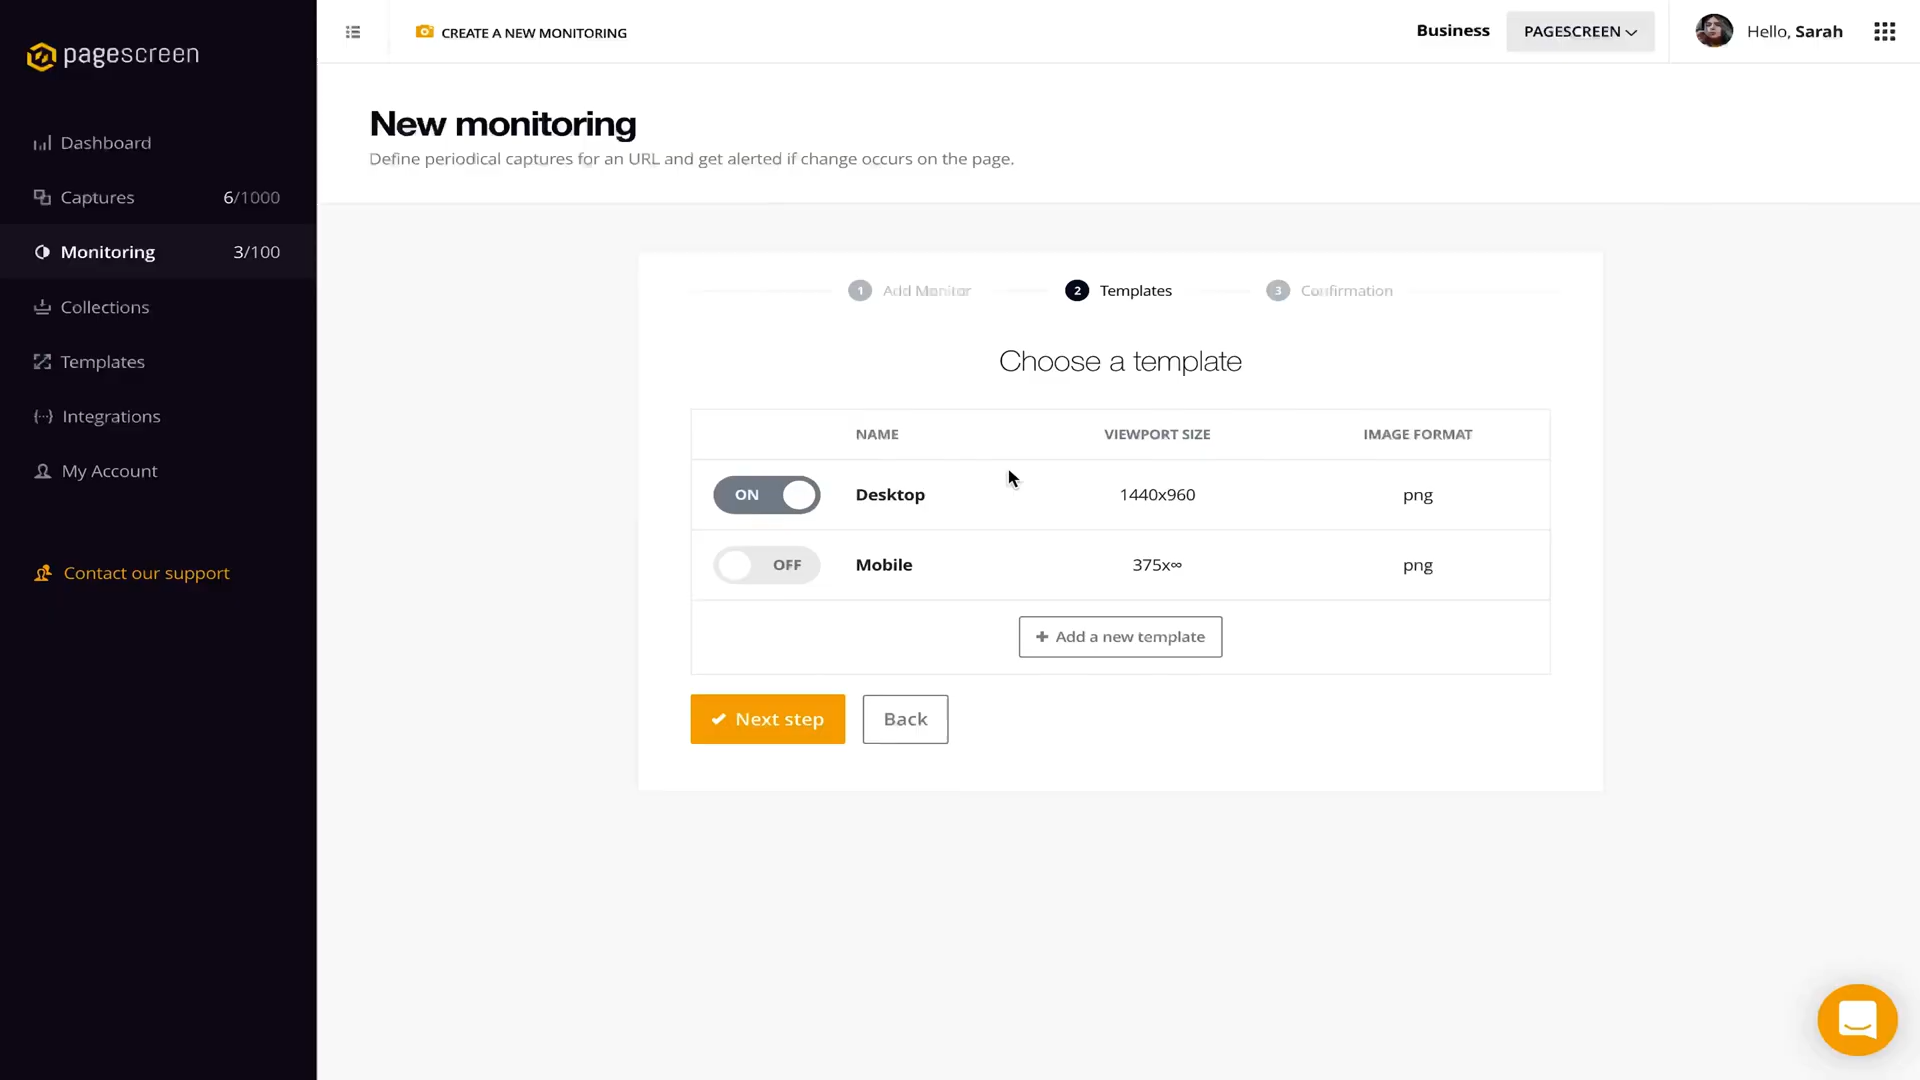 pagescreen
Dashboard
Captures 6/1000
Monitoring 3/100
Collections
Templates
Integrations
My Account
Contact our support
CREATE A NEW MONITORING
Business
PAGESCREEN
Hello, Sarah
New monitoring
Define periodical captures for an URL and get alerted if change occurs on the page.
1 Add Monitor
2 Templates
3 Confirmation
Choose a template
NAME VIEWPORT SIZE IMAGE FORMAT
ON Desktop 1440x960 png
OFF Mobile 375x∞ png
+ Add a new template
Next step
Back